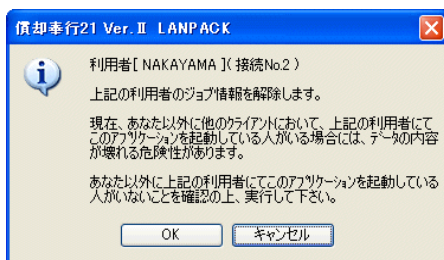 償却奉行21 Ver.Ⅱ LANPACK
利用者[ NAKAYAMA ]( 接続No.2 )
上記の利用者のジョブ情報を解除します。
現在、あなた以外に他のクライアントにおいて、上記の利用者にて
このアプリケーションを起動している人がいる場合には、データの内容
が壊れる危険性があります。
あなた以外に上記の利用者にてこのアプリケーションを起動している
人がいないことを確認の上、実行して下さい。
OK
キャンセル